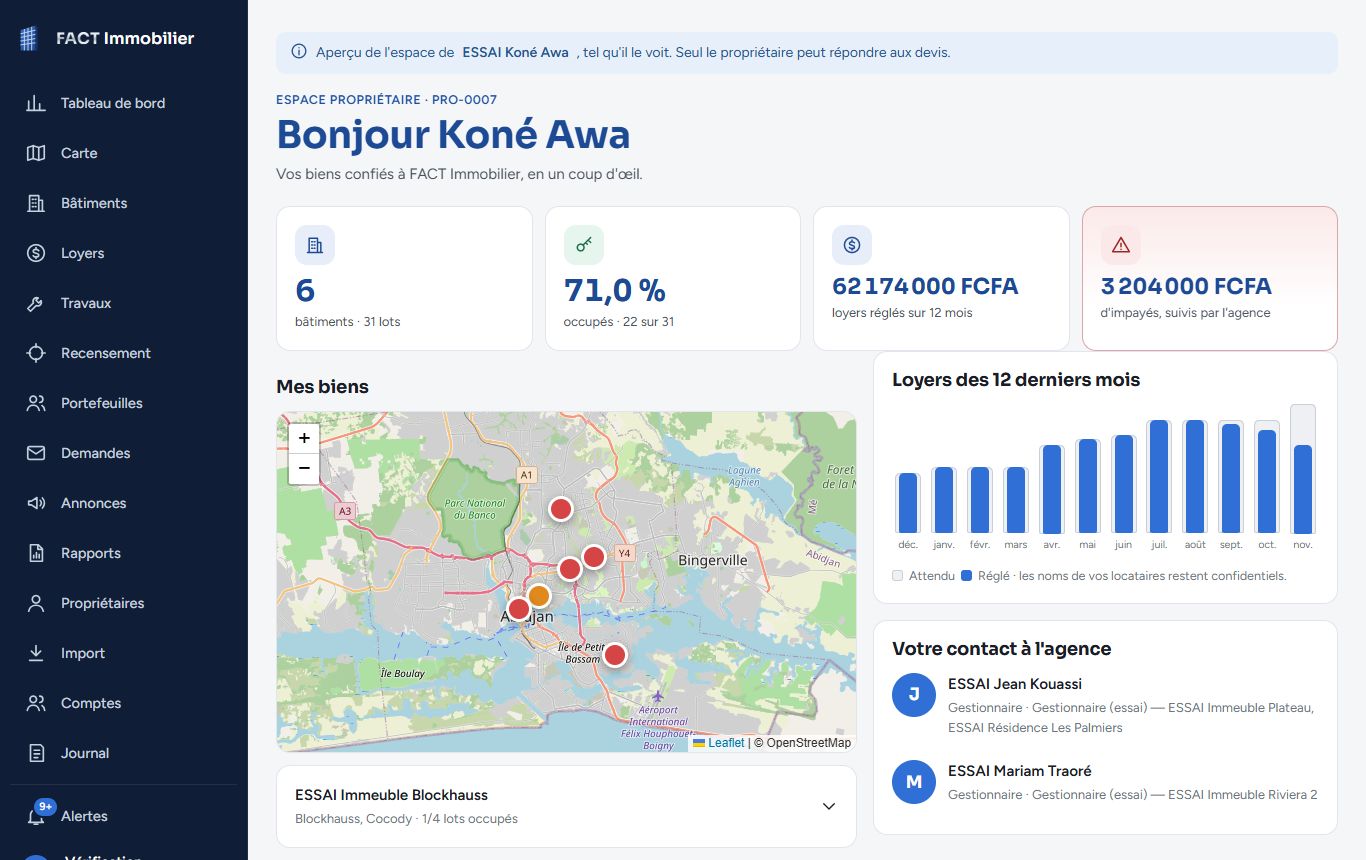 FACT Immobilier
Tableau de bord
Carte
Bâtiments
Loyers
Travaux
Recensement
Portefeuilles
Demandes
Annonces
Rapports
Propriétaires
Import
Comptes
Journal
9+
Alertes
Vérification
Aperçu de l'espace de ESSAI Koné Awa , tel qu'il le voit. Seul le propriétaire peut répondre aux devis.
ESPACE PROPRIÉTAIRE · PRO-0007
Bonjour Koné Awa
Vos biens confiés à FACT Immobilier, en un coup d'œil.
6
bâtiments · 31 lots
71,0 %
occupés · 22 sur 31
62 174 000 FCFA
loyers réglés sur 12 mois
3 204 000 FCFA
d'impayés, suivis par l'agence
Mes biens
+
−
A1
A3
Y4
Parc National
du Banco
Lagune
Aghien
Foret
de la
Mé
Bingerville
Abidjan
Île de Petit
Bassam
Île Boulay
Aéroport
International
Félix Houphouët-
Boigny
Leaflet | © OpenStreetMap
ESSAI Immeuble Blockhauss
Blockhauss, Cocody · 1/4 lots occupés
Loyers des 12 derniers mois
déc. janv. févr. mars avr. mai juin juil. août sept. oct. nov.
Attendu Réglé · les noms de vos locataires restent confidentiels.
Votre contact à l'agence
J
ESSAI Jean Kouassi
Gestionnaire · Gestionnaire (essai) — ESSAI Immeuble Plateau,
ESSAI Résidence Les Palmiers
M
ESSAI Mariam Traoré
Gestionnaire · Gestionnaire (essai) — ESSAI Immeuble Riviera 2